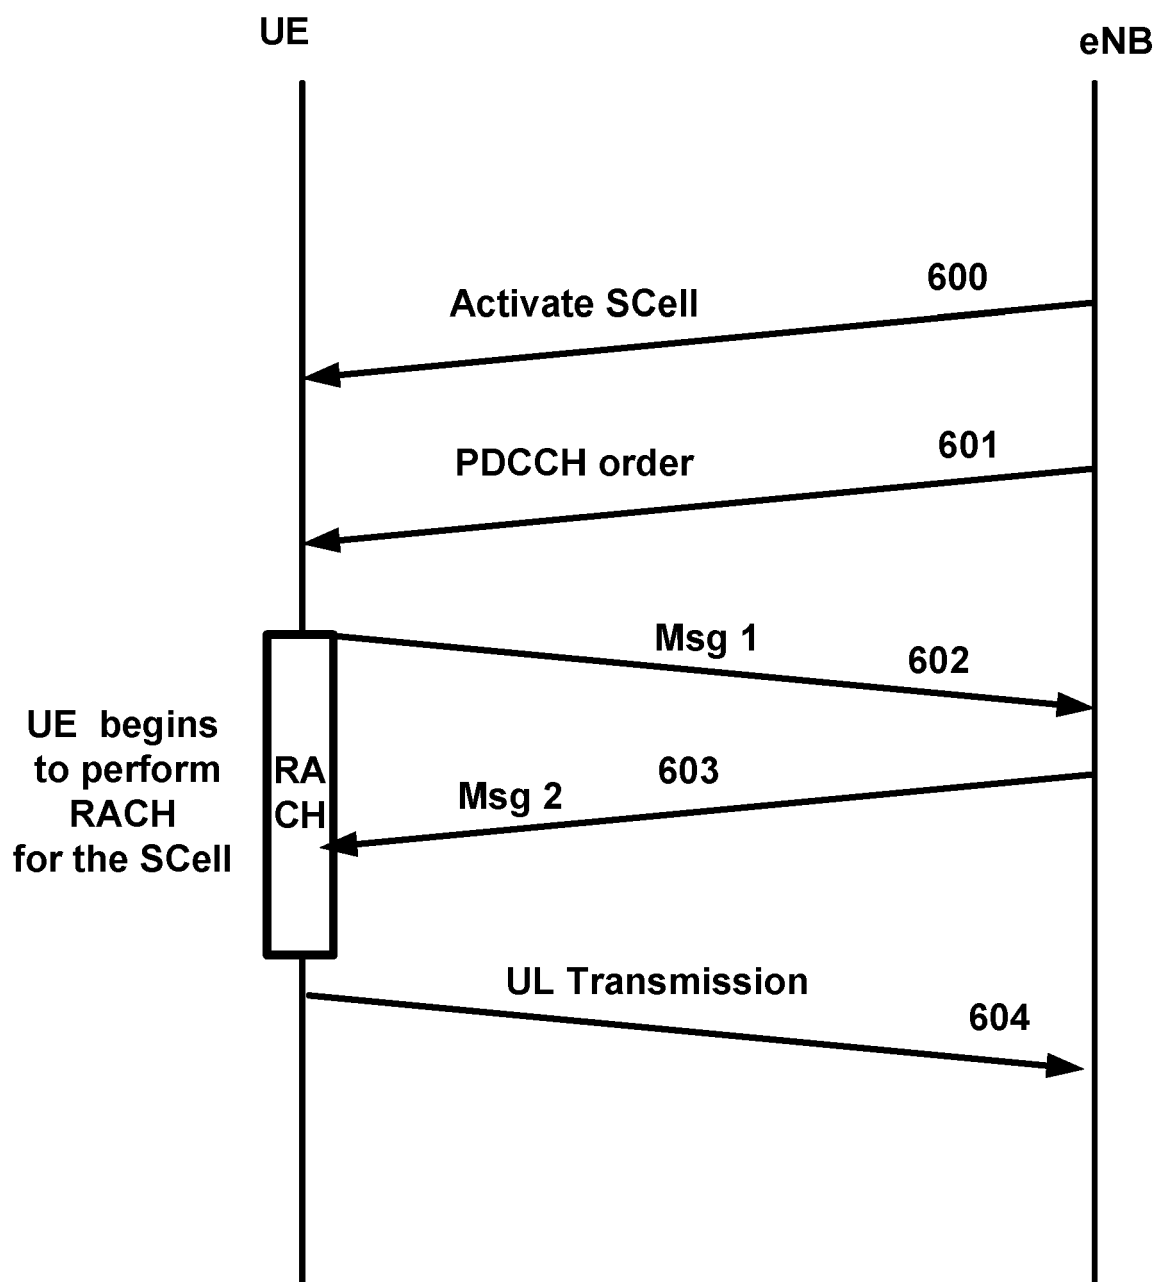 UE
eNB
600
Activate SCell
601
PDCCH order
Msg 1
602
UE begins
to perform
RACH
for the SCell
RA
CH
603
Msg 2
UL Transmission
604